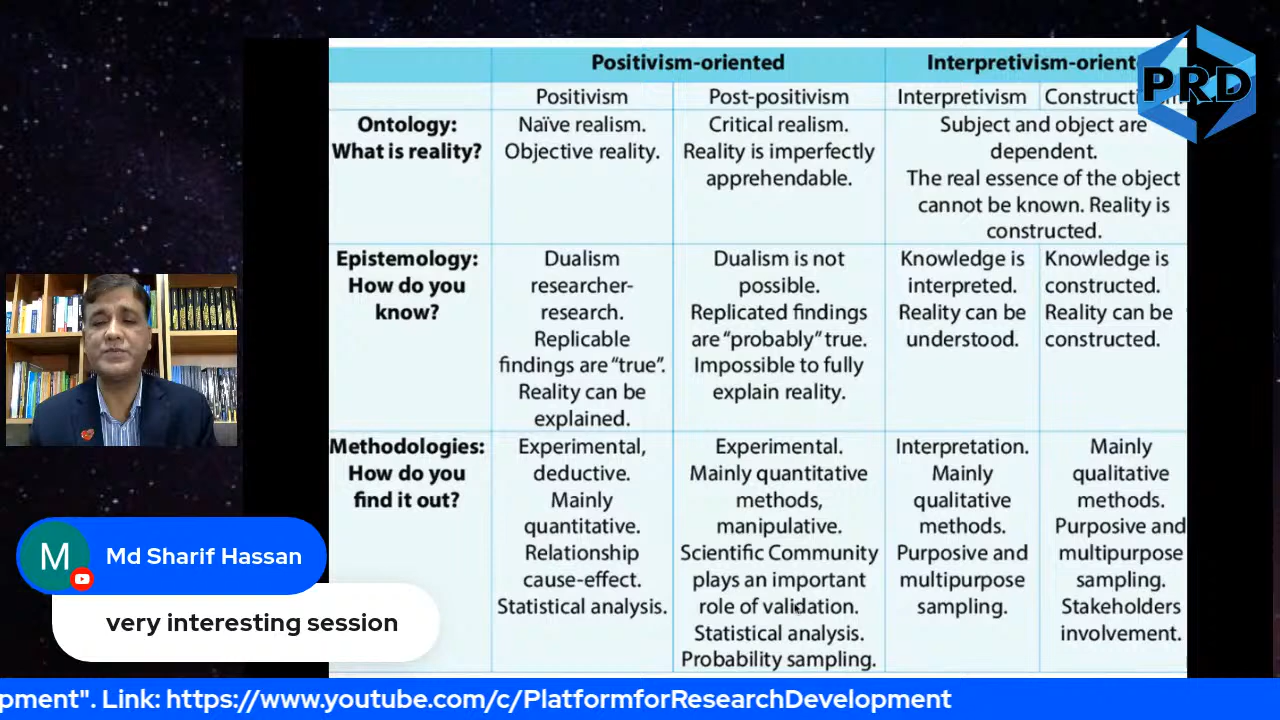 Positivism-oriented
Interpretivism-orient
PRD
Positivism
Post-positivism
Interpretivism
Ontology:
What is reality?
Naïve realism.
Objective reality.
Critical realism.
Reality is imperfectly
apprehendable.
Subject and object are
dependent.
The real essence of the object
cannot be known. Reality is
constructed.
Epistemology:
How do you
know?
Dualism
researcher-
research.
Replicable
findings are “true”.
Reality can be
explained.
Dualism is not
possible.
Replicated findings
are “probably” true.
Impossible to fully
explain reality.
Knowledge is
interpreted.
Reality can be
understood.
Knowledge is
constructed.
Reality can be
constructed.
Methodologies:
How do you
find it out?
Experimental,
deductive.
Mainly
quantitative.
Relationship
cause-effect.
Statistical analysis.
Experimental.
Mainly quantitative
methods,
manipulative.
Scientific Community
plays an important
role of validation.
Statistical analysis.
Probability sampling.
Interpretation.
Mainly
qualitative
methods.
Purposive and
multipurpose
sampling.
Mainly
qualitative
methods.
Purposive and
multipurpose
sampling.
Stakeholders
involvement.
M
Md Sharif Hassan
very interesting session
pment". Link: https://www.youtube.com/c/PlatformforResearchDevelopment